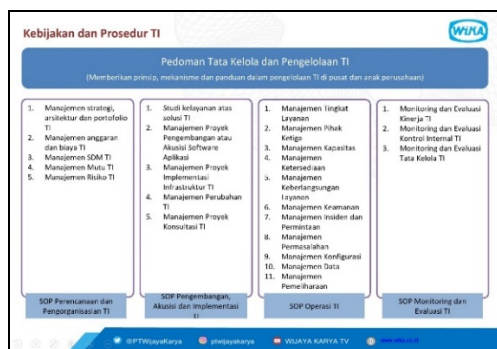 Kebijakan dan Prosedur TI
WIKA
Pedoman Tata Kelola dan Pengelolaan TI
(Memberikan prinsip, mekanisme dan panduan dalam pengelolaan TI di pusat dan anak perusahaan)
1. Manajemen strategi,
arsitektur dan portofolio
TI
2. Manajemen anggaran
dan biaya TI
3. Manajemen SDM TI
4. Manajemen Mutu TI
5. Manajemen Risiko TI
SOP Perencanaan dan
Pengorganisasian TI
1. Studi kelayakan atas
solusi TI
2. Manajemen Proyek
Pengembangan atau
Akusisi Software
Aplikasi
3. Manajemen Proyek
Implementasi
Infrastruktur TI
4. Manajemen Perubahan
TI
5. Manajemen Proyek
Konsultasi TI
SOP Pengembangan,
Akusisi dan Implementasi
TI
1. Manajemen Tingkat
Layanan
2. Manajemen Pihak
Ketiga
3. Manajemen Kapasitas
4. Manajemen
Ketersediaan
5. Manajemen
Keberlangsungan
Layanan
6. Manajemen Keamanan
7. Manajemen Insiden dan
Permintaan
8. Manajemen
Permasalahan
9. Manajemen Konfigurasi
10. Manajemen Data
11. Manajemen
Pemeliharaan
SOP Operasi TI
1. Monitoring dan Evaluasi
Kinerja TI
2. Monitoring dan Evaluasi
Kontrol Internal TI
3. Monitoring dan Evaluasi
Tata Kelola TI
SOP Monitoring dan
Evaluasi TI
@PTWijayaKarya ptwijayakarya WIJAYA KARYA TV www.wika.co.id